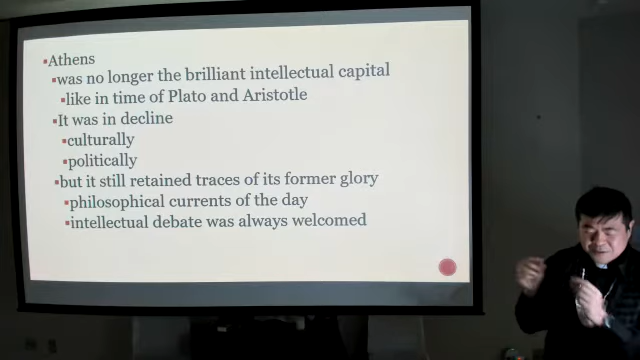 Athens
was no longer the brilliant intellectual capital
like in time of Plato and Aristotle
It was in decline
culturally
politically
but it still retained traces of its former glory
philosophical currents of the day
intellectual debate was always welcomed